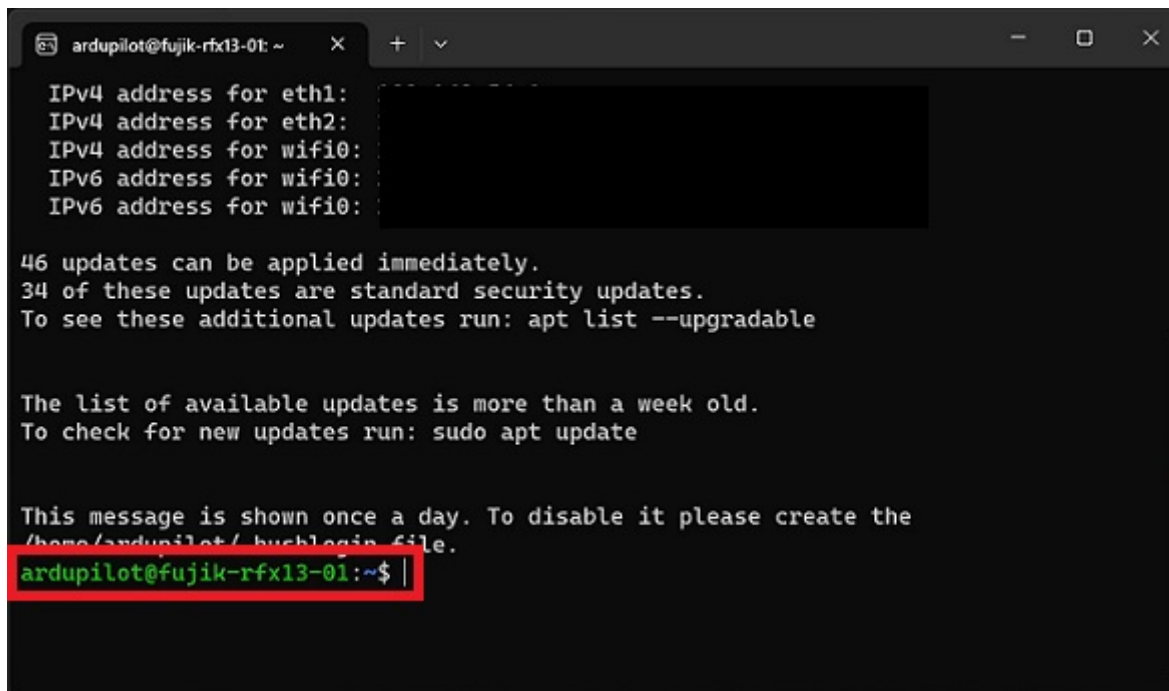 ardupilot@fujik-rfx13-01: ~
IPv4 address for eth1:
IPv4 address for eth2:
IPv4 address for wifi0:
IPv6 address for wifi0:
IPv6 address for wifi0:
46 updates can be applied immediately.
34 of these updates are standard security updates.
To see these additional updates run: apt list --upgradable
The list of available updates is more than a week old.
To check for new updates run: sudo apt update
This message is shown once a day. To disable it please create the
/home/ardupilot/.hushlogin file.
ardupilot@fujik-rfx13-01:~$